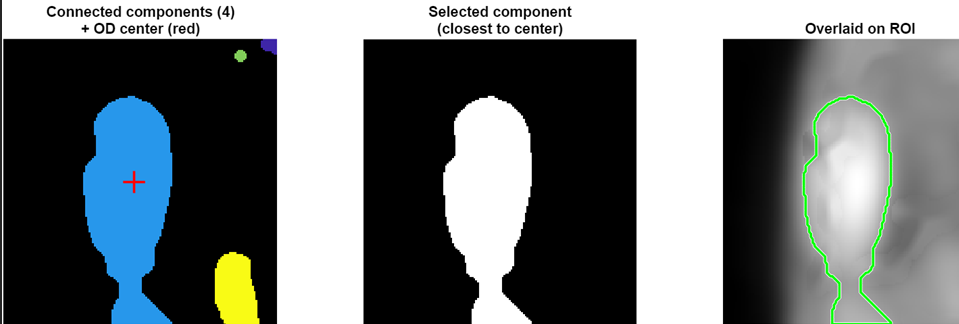 Connected components (4)
+ OD center (red)
Selected component
(closest to center)
Overlaid on ROI